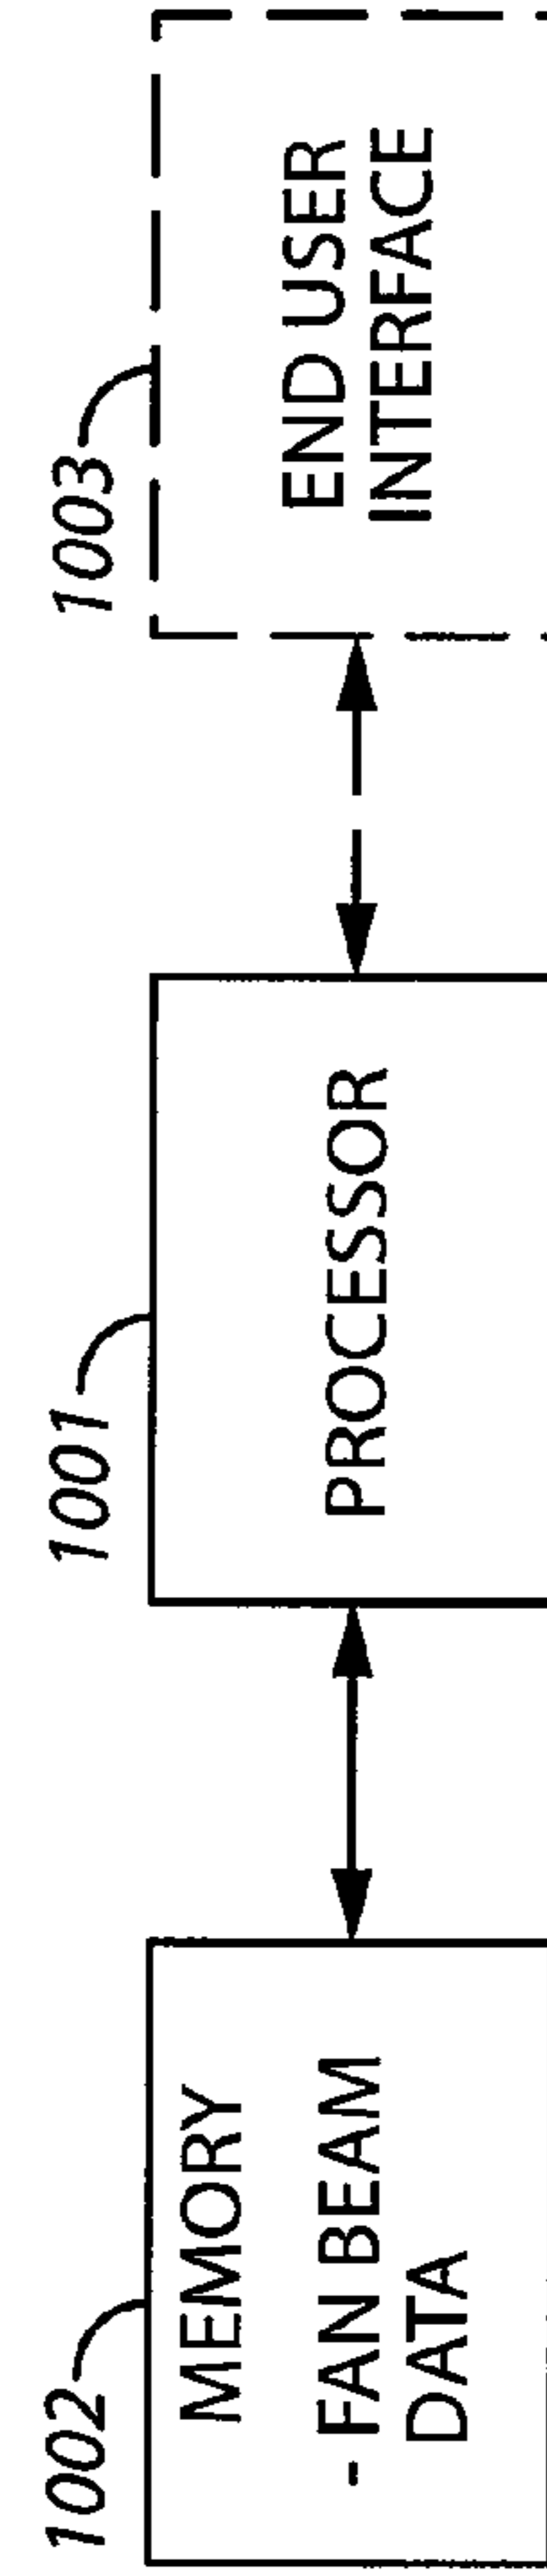 1002
MEMORY
- FAN BEAM
DATA
1001
PROCESSOR
1003
END USER
INTERFACE